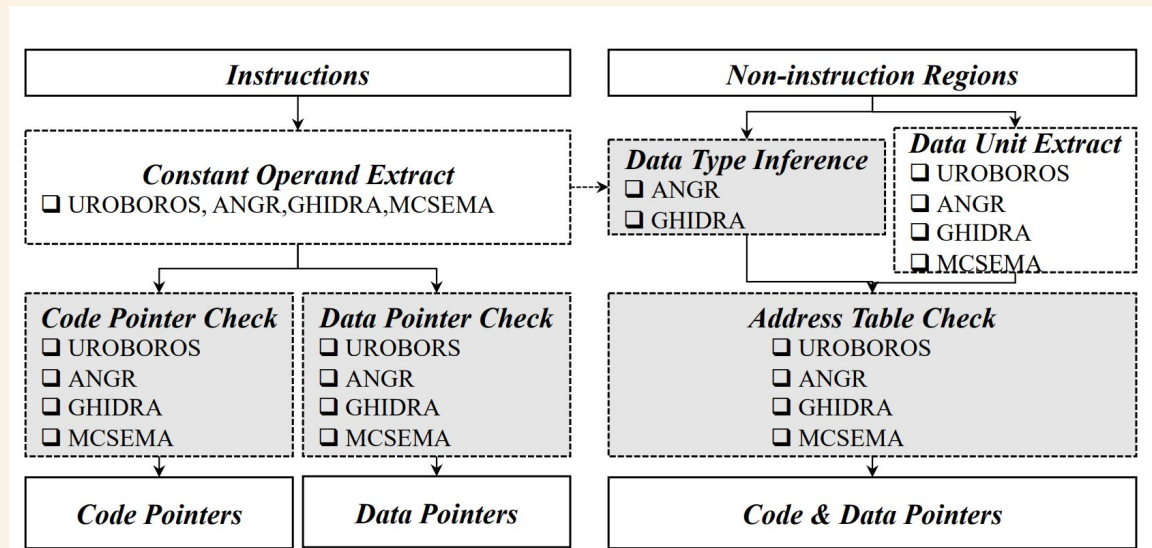 Instructions
Constant Operand Extract
❑ UROBOROS, ANGR,GHIDRA,MCSEMA
Code Pointer Check
❑ UROBOROS
❑ ANGR
❑ GHIDRA
❑ MCSEMA
Data Pointer Check
❑ UROBORS
❑ ANGR
❑ GHIDRA
❑ MCSEMA
Code Pointers
Data Pointers
Non-instruction Regions
Data Type Inference
❑ ANGR
❑ GHIDRA
Data Unit Extract
❑ UROBOROS
❑ ANGR
❑ GHIDRA
❑ MCSEMA
Address Table Check
❑ UROBOROS
❑ ANGR
❑ GHIDRA
❑ MCSEMA
Code & Data Pointers